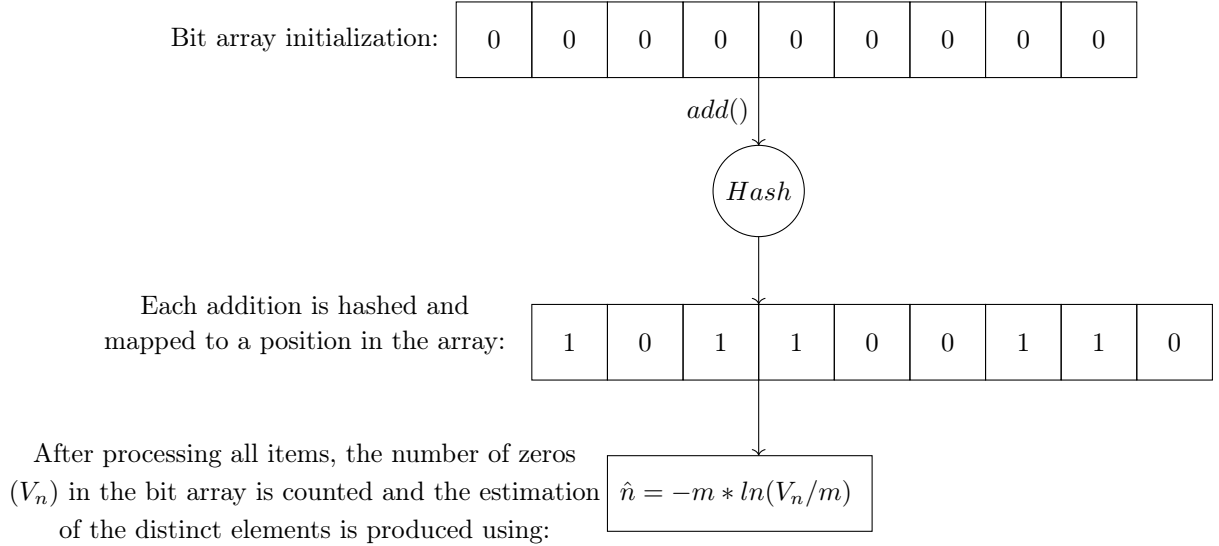 Bit array initialization: 0 0 0 0 0 0 0 0 0
add()
Hash
Each addition is hashed and
mapped to a position in the array: 1 0 1 1 0 0 1 1 0
After processing all items, the number of zeros
(Vₙ) in the bit array is counted and the estimation
of the distinct elements is produced using:
n̂ = −m ∗ ln(Vₙ/m)